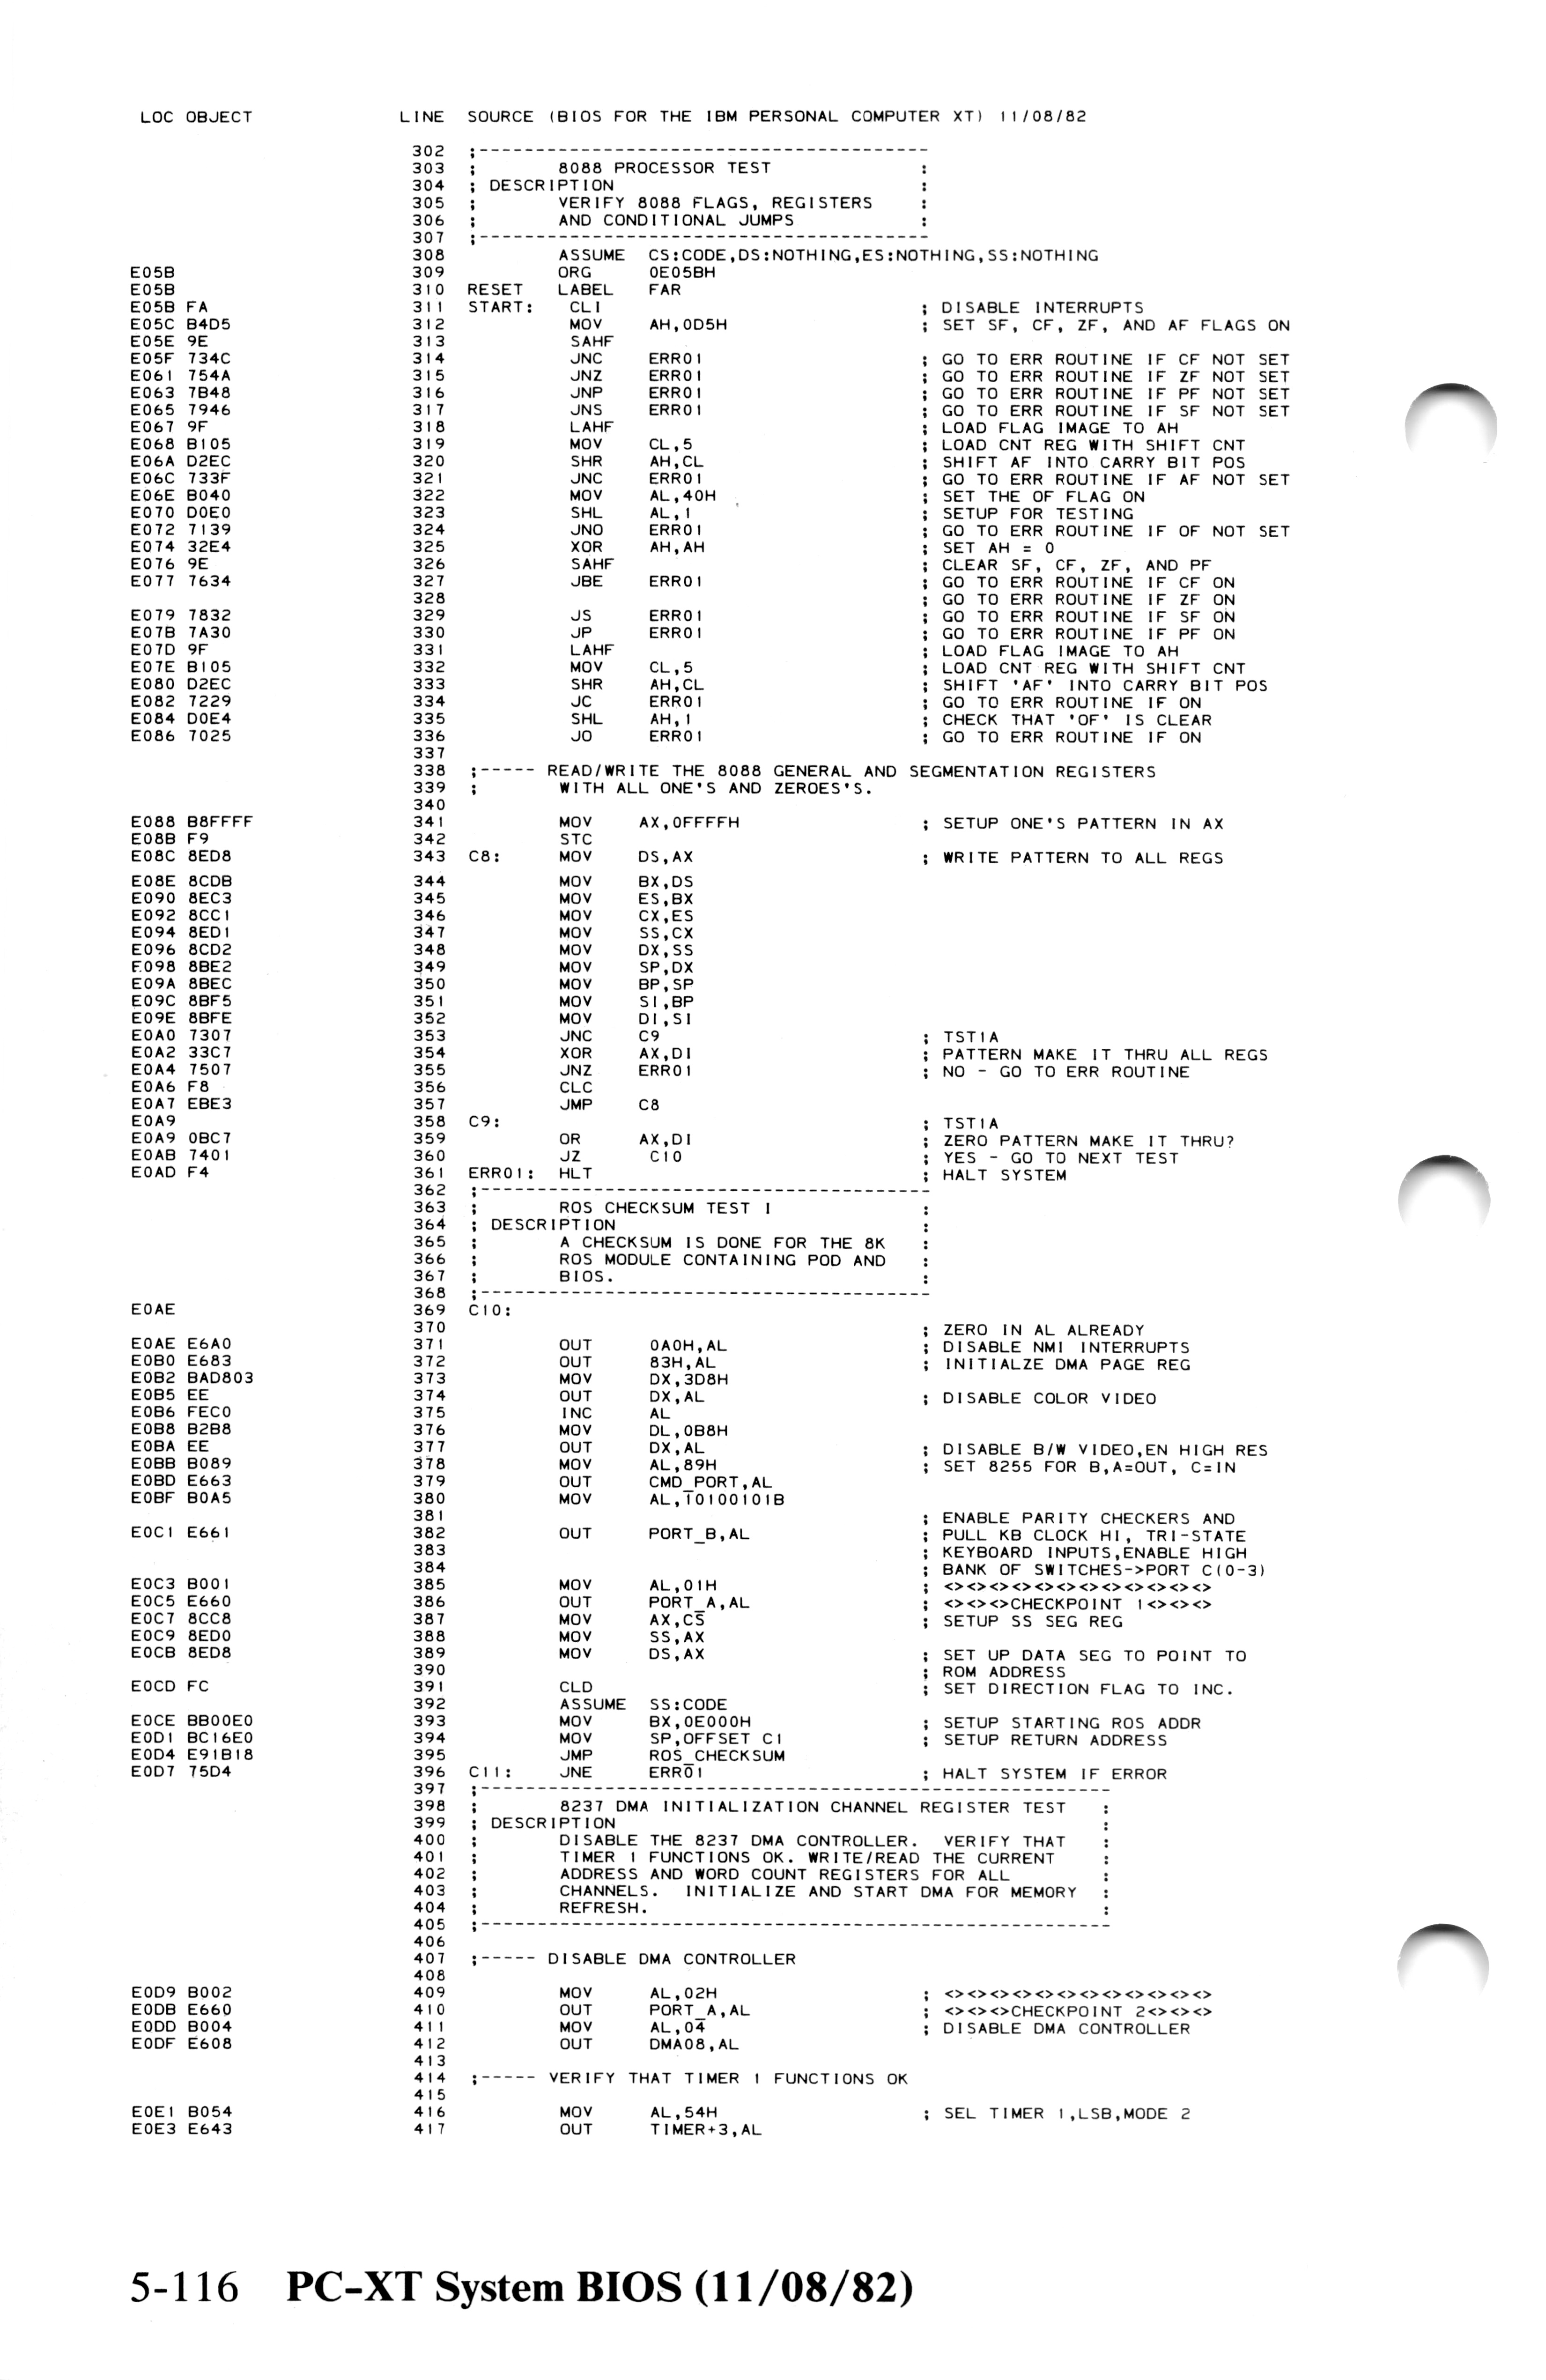 LOC OBJECT LINE SOURCE (BIOS FOR THE IBM PERSONAL COMPUTER XT) 11/08/82
302 ;----------------------------------------
303 ; 8088 PROCESSOR TEST :
304 ; DESCRIPTION :
305 ; VERIFY 8088 FLAGS, REGISTERS :
306 ; AND CONDITIONAL JUMPS :
307 ;----------------------------------------
308 ASSUME CS:CODE,DS:NOTHING,ES:NOTHING,SS:NOTHING
E05B 309 ORG 0E05BH
E05B 310 RESET LABEL FAR
E05B FA 311 START: CLI ; DISABLE INTERRUPTS
E05C B4D5 312 MOV AH,0D5H ; SET SF, CF, ZF, AND AF FLAGS ON
E05E 9E 313 SAHF
E05F 734C 314 JNC ERR01 ; GO TO ERR ROUTINE IF CF NOT SET
E061 754A 315 JNZ ERR01 ; GO TO ERR ROUTINE IF ZF NOT SET
E063 7B48 316 JNP ERR01 ; GO TO ERR ROUTINE IF PF NOT SET
E065 7946 317 JNS ERR01 ; GO TO ERR ROUTINE IF SF NOT SET
E067 9F 318 LAHF ; LOAD FLAG IMAGE TO AH
E068 B105 319 MOV CL,5 ; LOAD CNT REG WITH SHIFT CNT
E06A D2EC 320 SHR AH,CL ; SHIFT AF INTO CARRY BIT POS
E06C 733F 321 JNC ERR01 ; GO TO ERR ROUTINE IF AF NOT SET
E06E B040 322 MOV AL,40H ; SET THE OF FLAG ON
E070 D0E0 323 SHL AL,1 ; SETUP FOR TESTING
E072 7139 324 JNO ERR01 ; GO TO ERR ROUTINE IF OF NOT SET
E074 32E4 325 XOR AH,AH ; SET AH = 0
E076 9E 326 SAHF ; CLEAR SF, CF, ZF, AND PF
E077 7634 327 JBE ERR01 ; GO TO ERR ROUTINE IF CF ON
328 ; GO TO ERR ROUTINE IF ZF ON
E079 7832 329 JS ERR01 ; GO TO ERR ROUTINE IF SF ON
E07B 7A30 330 JP ERR01 ; GO TO ERR ROUTINE IF PF ON
E07D 9F 331 LAHF ; LOAD FLAG IMAGE TO AH
E07E B105 332 MOV CL,5 ; LOAD CNT REG WITH SHIFT CNT
E080 D2EC 333 SHR AH,CL ; SHIFT 'AF' INTO CARRY BIT POS
E082 7229 334 JC ERR01 ; GO TO ERR ROUTINE IF ON
E084 D0E4 335 SHL AH,1 ; CHECK THAT 'OF' IS CLEAR
E086 7025 336 JO ERR01 ; GO TO ERR ROUTINE IF ON
337
338 ;----- READ/WRITE THE 8088 GENERAL AND SEGMENTATION REGISTERS
339 ; WITH ALL ONE'S AND ZEROES'S.
340
E088 B8FFFF 341 MOV AX,0FFFFH ; SETUP ONE'S PATTERN IN AX
E08B F9 342 STC
E08C 8ED8 343 C8: MOV DS,AX ; WRITE PATTERN TO ALL REGS
E08E 8CDB 344 MOV BX,DS
E090 8EC3 345 MOV ES,BX
E092 8CC1 346 MOV CX,ES
E094 8ED1 347 MOV SS,CX
E096 8CD2 348 MOV DX,SS
E098 8BE2 349 MOV SP,DX
E09A 8BEC 350 MOV BP,SP
E09C 8BF5 351 MOV SI,BP
E09E 8BFE 352 MOV DI,SI
E0A0 7307 353 JNC C9 ; TST1A
E0A2 33C7 354 XOR AX,DI ; PATTERN MAKE IT THRU ALL REGS
E0A4 7507 355 JNZ ERR01 ; NO - GO TO ERR ROUTINE
E0A6 F8 356 CLC
E0A7 EBE3 357 JMP C8
E0A9 358 C9: ; TST1A
E0A9 0BC7 359 OR AX,DI ; ZERO PATTERN MAKE IT THRU?
E0AB 7401 360 JZ C10 ; YES - GO TO NEXT TEST
E0AD F4 361 ERR01: HLT ; HALT SYSTEM
362 ;----------------------------------------
363 ; ROS CHECKSUM TEST I :
364 ; DESCRIPTION :
365 ; A CHECKSUM IS DONE FOR THE 8K :
366 ; ROS MODULE CONTAINING POD AND :
367 ; BIOS. :
368 ;----------------------------------------
E0AE 369 C10:
370 ; ZERO IN AL ALREADY
E0AE E6A0 371 OUT 0A0H,AL ; DISABLE NMI INTERRUPTS
E0B0 E683 372 OUT 83H,AL ; INITIALZE DMA PAGE REG
E0B2 BAD803 373 MOV DX,3D8H
E0B5 EE 374 OUT DX,AL ; DISABLE COLOR VIDEO
E0B6 FEC0 375 INC AL
E0B8 B2B8 376 MOV DL,0B8H
E0BA EE 377 OUT DX,AL ; DISABLE B/W VIDEO,EN HIGH RES
E0BB B089 378 MOV AL,89H ; SET 8255 FOR B,A=OUT, C=IN
E0BD E663 379 OUT CMD_PORT,AL
E0BF B0A5 380 MOV AL,10100101B
381 ; ENABLE PARITY CHECKERS AND
E0C1 E661 382 OUT PORT_B,AL ; PULL KB CLOCK HI, TRI-STATE
383 ; KEYBOARD INPUTS,ENABLE HIGH
384 ; BANK OF SWITCHES->PORT C(0-3)
E0C3 B001 385 MOV AL,01H ; <><><><><><><><><><><><>
E0C5 E660 386 OUT PORT_A,AL ; <><><>CHECKPOINT 1<><><>
E0C7 8CC8 387 MOV AX,CS ; SETUP SS SEG REG
E0C9 8ED0 388 MOV SS,AX
E0CB 8ED8 389 MOV DS,AX ; SET UP DATA SEG TO POINT TO
390 ; ROM ADDRESS
E0CD FC 391 CLD ; SET DIRECTION FLAG TO INC.
392 ASSUME SS:CODE
E0CE BB00E0 393 MOV BX,0E000H ; SETUP STARTING ROS ADDR
E0D1 BC16E0 394 MOV SP,OFFSET C1 ; SETUP RETURN ADDRESS
E0D4 E91B18 395 JMP ROS_CHECKSUM
E0D7 75D4 396 C11: JNE ERR01 ; HALT SYSTEM IF ERROR
397 ;--------------------------------------------------------
398 ; 8237 DMA INITIALIZATION CHANNEL REGISTER TEST :
399 ; DESCRIPTION :
400 ; DISABLE THE 8237 DMA CONTROLLER. VERIFY THAT :
401 ; TIMER 1 FUNCTIONS OK. WRITE/READ THE CURRENT :
402 ; ADDRESS AND WORD COUNT REGISTERS FOR ALL :
403 ; CHANNELS. INITIALIZE AND START DMA FOR MEMORY :
404 ; REFRESH. :
405 ;--------------------------------------------------------
406
407 ;----- DISABLE DMA CONTROLLER
408
E0D9 B002 409 MOV AL,02H ; <><><><><><><><><><><><>
E0DB E660 410 OUT PORT_A,AL ; <><><>CHECKPOINT 2<><><>
E0DD B004 411 MOV AL,04 ; DISABLE DMA CONTROLLER
E0DF E608 412 OUT DMA08,AL
413
414 ;----- VERIFY THAT TIMER 1 FUNCTIONS OK
415
E0E1 B054 416 MOV AL,54H ; SEL TIMER 1,LSB,MODE 2
E0E3 E643 417 OUT TIMER+3,AL
5-116 PC-XT System BIOS (11/08/82)